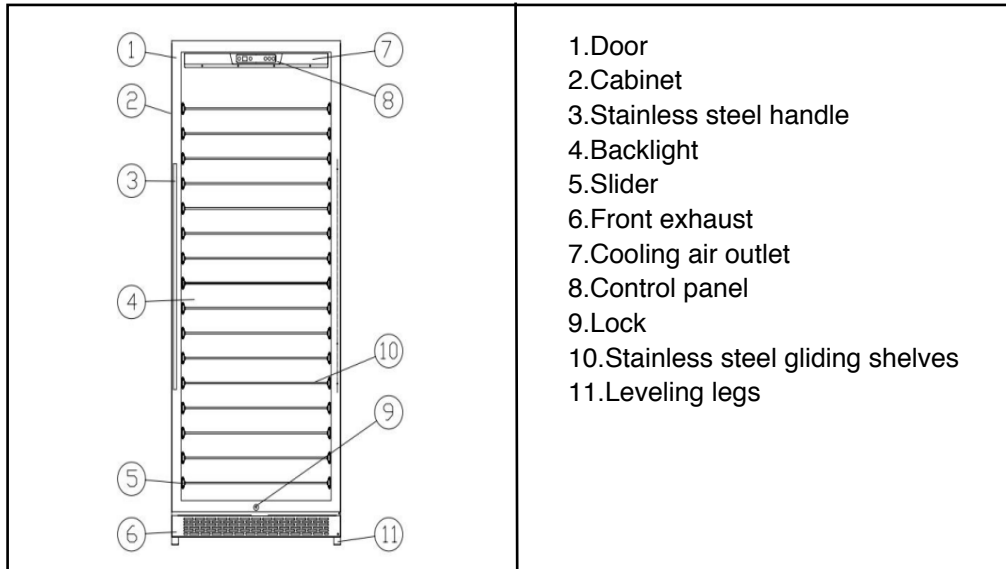 1
2
3
4
5
6
7
8
10
9
11
1.Door
2.Cabinet
3.Stainless steel handle
4.Backlight
5.Slider
6.Front exhaust
7.Cooling air outlet
8.Control panel
9.Lock
10.Stainless steel gliding shelves
11.Leveling legs